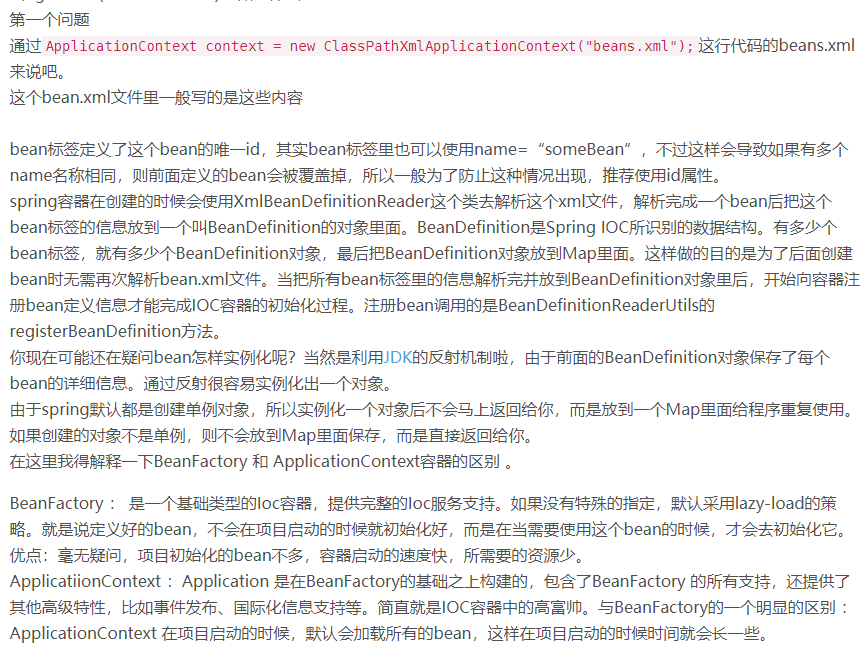 第一个问题
通过ApplicationContext context = new ClassPathXmlApplicationContext("beans.xml");这行代码的beans.xml
来说吧。
这个bean.xml文件里一般写的是这些内容
bean标签定义了这个bean的唯一id，其实bean标签里也可以使用name=“someBean”，不过这样会导致如果有多个
name名称相同，则前面定义的bean会被覆盖掉，所以一般为了防止这种情况出现，推荐使用id属性。
spring容器在创建的时候会使用XmlBeanDefinitionReader这个类去解析这个xml文件，解析完成一个bean后把这个
bean标签的信息放到一个叫BeanDefinition的对象里面。BeanDefinition是Spring IOC所识别的数据结构。有多少个
bean标签，就有多少个BeanDefinition对象，最后把BeanDefinition对象放到Map里面。这样做的目的是为了后面创建
bean时无需再次解析bean.xml文件。当把所有bean标签里的信息解析完并放到BeanDefinition对象里后，开始向容器注
册bean定义信息才能完成IOC容器的初始化过程。注册bean调用的是BeanDefinitionReaderUtils的
registerBeanDefinition方法。
你现在可能还在疑问bean怎样实例化呢？当然是利用JDK的反射机制啦，由于前面的BeanDefinition对象保存了每个
bean的详细信息。通过反射很容易实例化出一个对象。
由于spring默认都是创建单例对象，所以实例化一个对象后不会马上返回给你，而是放到一个Map里面给程序重复使用。
如果创建的对象不是单例，则不会放到Map里面保存，而是直接返回给你。
在这里我得解释一下BeanFactory 和 ApplicationContext容器的区别 。
BeanFactory： 是一个基础类型的Ioc容器，提供完整的Ioc服务支持。如果没有特殊的指定，默认采用lazy-load的策
略。就是说定义好的bean，不会在项目启动的时候就初始化好，而是在当需要使用这个bean的时候，才会去初始化它。
优点：毫无疑问，项目初始化的bean不多，容器启动的速度快，所需要的资源少。
ApplicatiionContext ：Application 是在BeanFactory的基础之上构建的，包含了BeanFactory 的所有支持，还提供了
其他高级特性，比如事件发布、国际化信息支持等。简直就是IOC容器中的高富帅。与BeanFactory的一个明显的区别 ：
ApplicationContext 在项目启动的时候，默认会加载所有的bean，这样在项目启动的时候时间就会长一些。